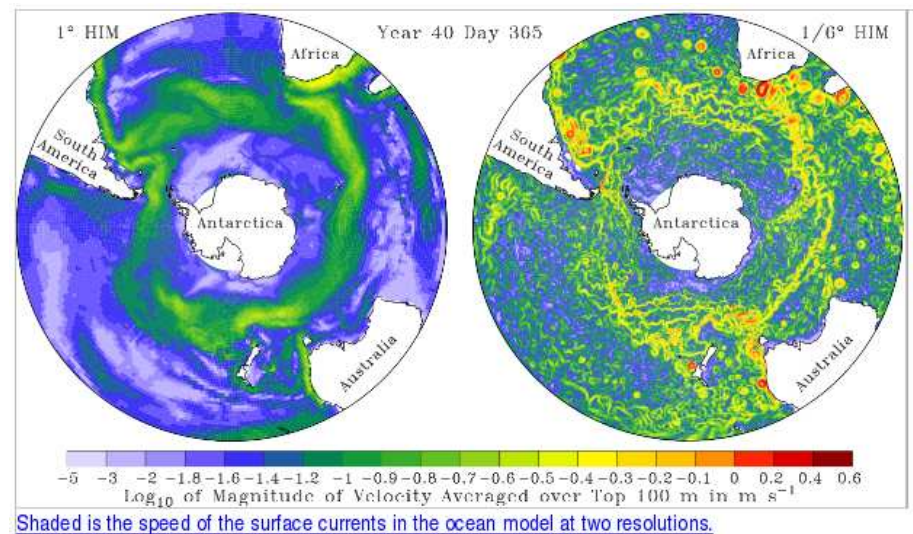 1° HIM Year 40 Day 365 1/6° HIM
Africa Africa
South America South America
Antarctica Antarctica
Australia Australia
−5 −3 −2 −1.8 −1.6 −1.4 −1.2 −1 −0.9 −0.8 −0.7 −0.6 −0.5 −0.4 −0.3 −0.2 −0.1 0 0.2 0.4 0.6
Log₁₀ of Magnitude of Velocity Averaged over Top 100 m in m s⁻¹
Shaded is the speed of the surface currents in the ocean model at two resolutions.